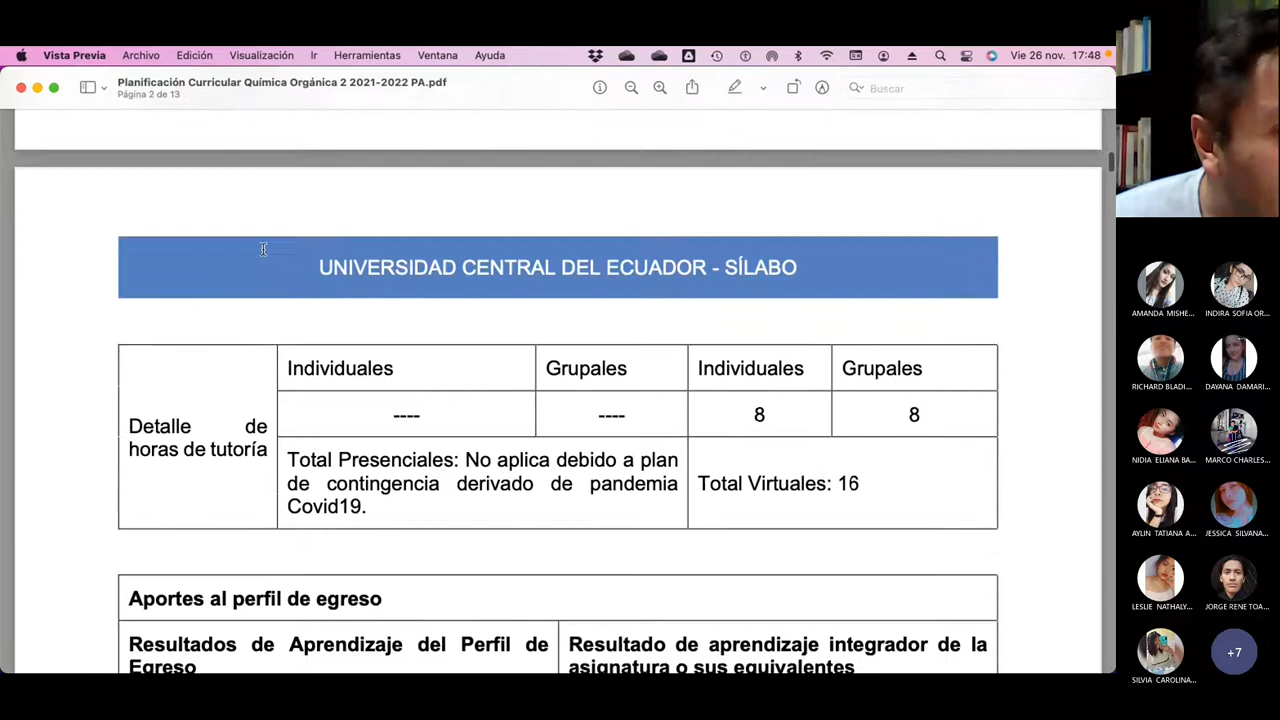 Vista Previa Archivo Edición Visualización Ir Herramientas Ventana Ayuda Vie 26 nov. 17:48
Planificación Curricular Química Orgánica 2 2021-2022 PA.pdf
Página 2 de 13
Buscar
UNIVERSIDAD CENTRAL DEL ECUADOR - SÍLABO
Individuales Grupales Individuales Grupales
---- ---- 8 8
Detalle de
horas de tutoría
Total Presenciales: No aplica debido a plan
de contingencia derivado de pandemia
Covid19.
Total Virtuales: 16
Aportes al perfil de egreso
Resultados de Aprendizaje del Perfil de
Egreso
Resultado de aprendizaje integrador de la
asignatura o sus equivalentes
AMANDA MISHE... INDIRA SOFIA OR...
RICHARD BLADI... DAYANA DAMARI...
NIDIA ELIANA BA... MARCO CHARLES...
AYLIN TATIANA A... JESSICA SILVANA...
LESLIE NATHALY... JORGE RENE TOA...
SILVIA CAROLINA... +7